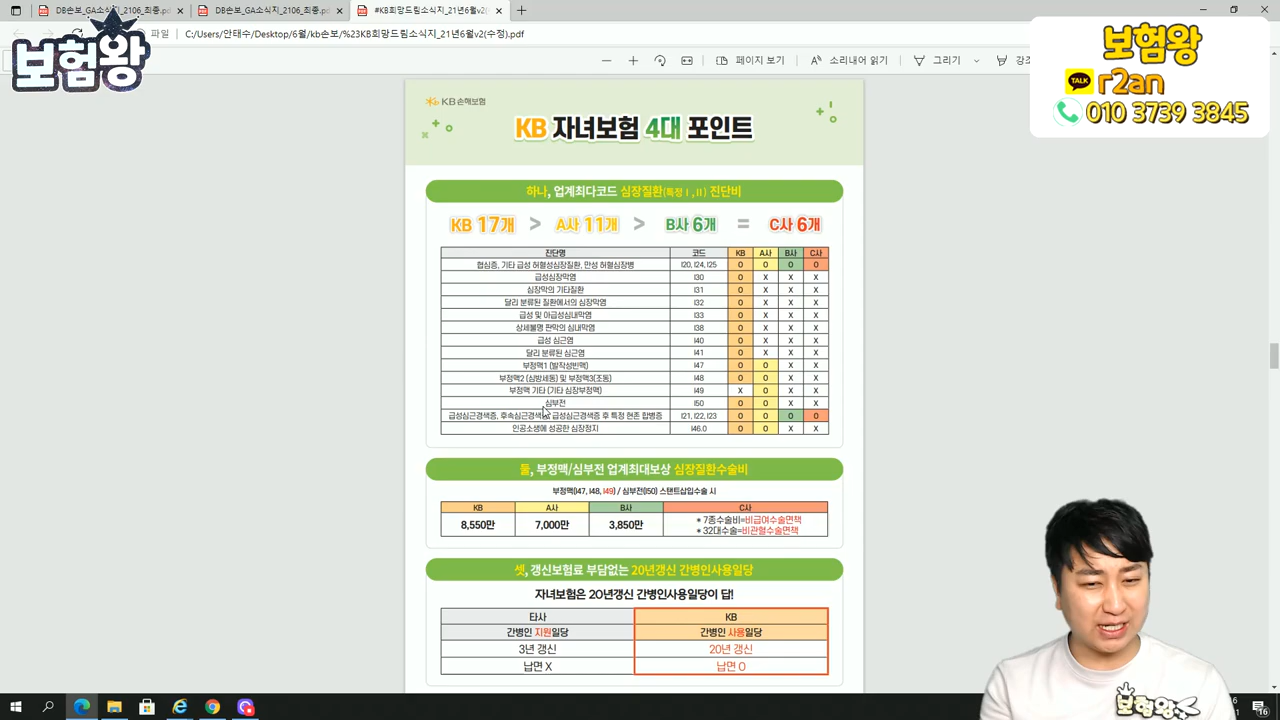 DB손보_GA소식지_2106_최종.p
DB손보_GA소식지_2106_최종.p
#KB희망드림소식지_21년6월v2(수
파일 C:/Users/안태수/Desktop/6월/kb손보/%23KB희망드림소식지_21년6월v2(수정).pdf
페이지 보기
소리내어 읽기
그리기
강조
보험왕
보험왕
TALK r2an
010 3739 3845
KB손해보험
KB 자녀보험 4대 포인트
하나, 업계최다코드 심장질환(특정Ⅰ,Ⅱ) 진단비
KB 17개 > A사 11개 > B사 6개 = C사 6개
진단명 코드 KB A사 B사 C사
협심증, 기타 급성 허혈성심장질환, 만성 허혈심장병 I20, I24, I25 O O O O
급성심장막염 I30 O X X X
심장막의 기타질환 I31 O X X X
달리 분류된 질환에서의 심장막염 I32 O X X X
급성 및 아급성심내막염 I33 O X X X
상세불명 판막의 심내막염 I38 O X X X
급성 심근염 I40 O X X X
달리 분류된 심근염 I41 O X X X
부정맥1 (발작성빈맥) I47 O O X X
부정맥2 (심방세동) 및 부정맥3(조동) I48 O O X X
부정맥 기타 (기타 심장부정맥) I49 X O X X
심부전 I50 O O X X
급성심근경색증, 후속심근경색증, 급성심근경색증 후 특정 현존 합병증 I21, I22, I23 O O O O
인공소생에 성공한 심장정지 I46.0 O O X X
둘, 부정맥/심부전 업계최대보상 심장질환수술비
부정맥(I47, I48, I49) / 심부전(I50) 스탠트삽입수술 시
KB A사 B사 C사
8,550만 7,000만 3,850만
* 7종수술비=비급여수술면책
* 32대수술=비관혈수술면책
셋, 갱신보험료 부담없는 20년갱신 간병인사용일당
자녀보험은 20년갱신 간병인사용일당이 답!
타사 KB
간병인 지원일당 간병인 사용일당
3년 갱신 20년 갱신
납면 X 납면 O
보험왕
16